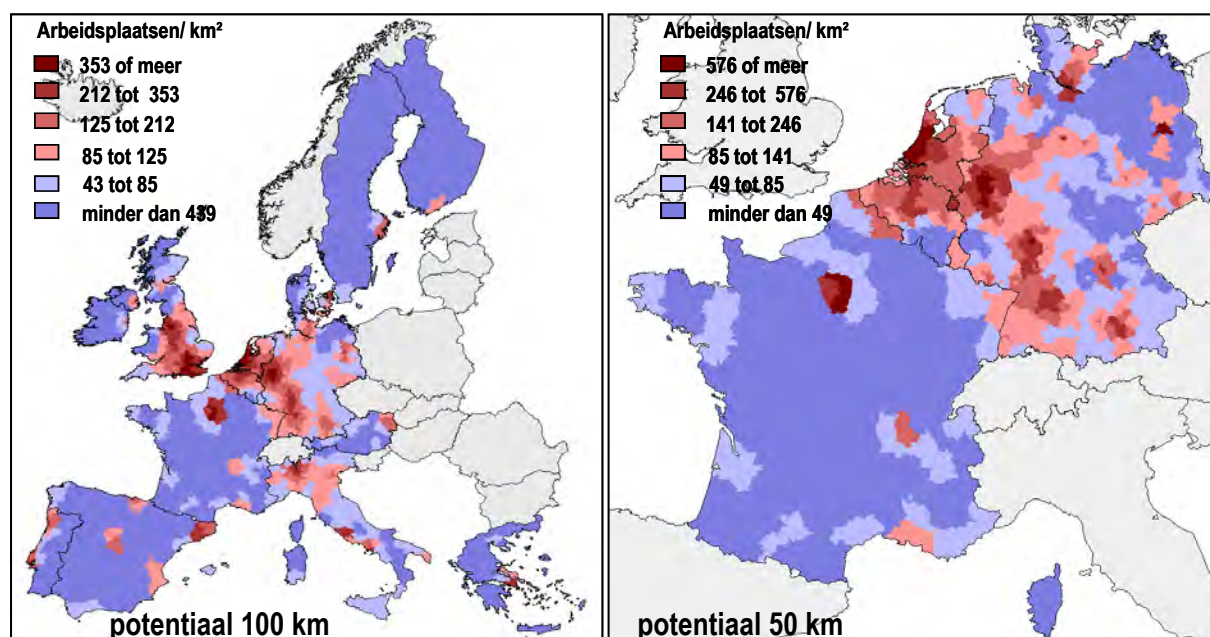 Arbeidsplaatsen/ km²
353 of meer
212 tot 353
125 tot 212
85 tot 125
43 tot 85
minder dan
potentiaal 100 km
Arbeidsplaatsen/ km²
576 of meer
246 tot 576
141 tot 246
85 tot 141
49 tot 85
minder dan 49
potentiaal 50 km